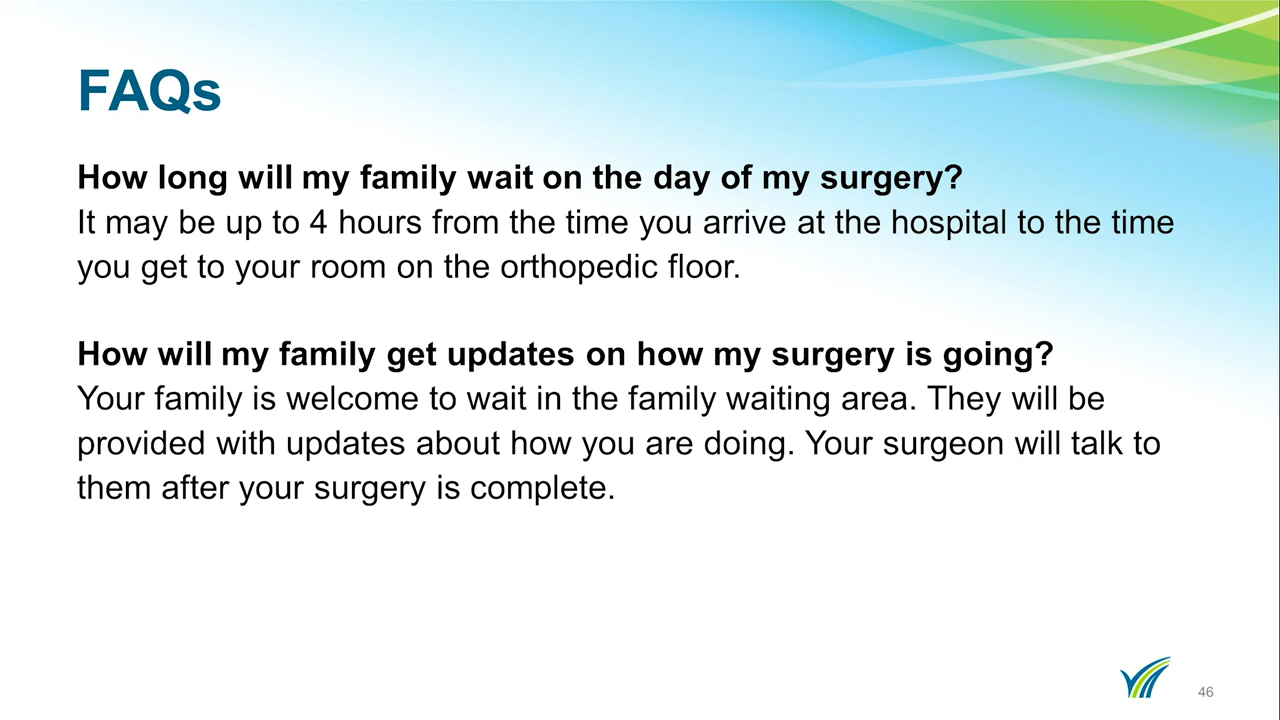 FAQs
How long will my family wait on the day of my surgery?
It may be up to 4 hours from the time you arrive at the hospital to the time
you get to your room on the orthopedic floor.
How will my family get updates on how my surgery is going?
Your family is welcome to wait in the family waiting area. They will be
provided with updates about how you are doing. Your surgeon will talk to
them after your surgery is complete.
46